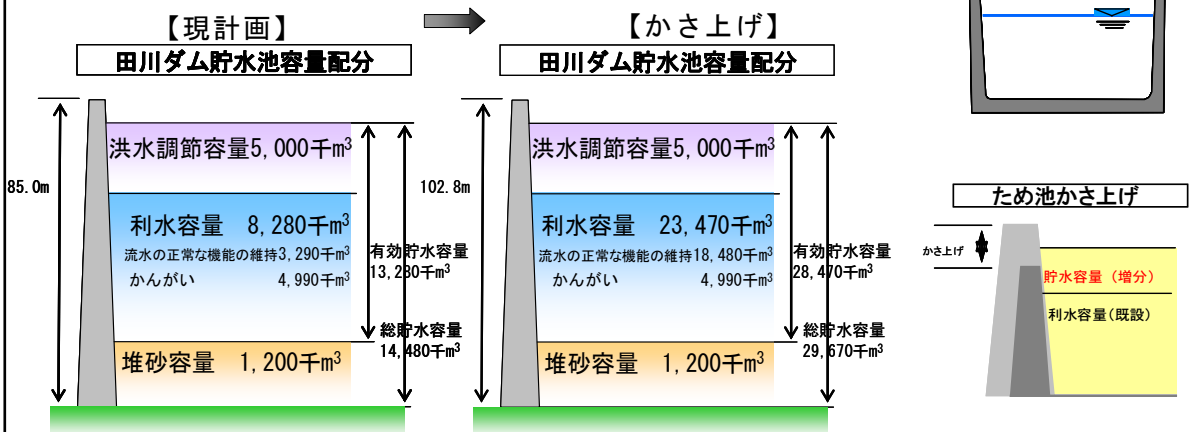 【現計画】
田川ダム貯水池容量配分
85.0m
洪水調節容量5,000千m³
利水容量 8,280千m³
流水の正常な機能の維持3,290千m³
かんがい 4,990千m³
有効貯水容量
13,280千m³
総貯水容量
14,480千m³
堆砂容量 1,200千m³
【かさ上げ】
田川ダム貯水池容量配分
102.8m
洪水調節容量5,000千m³
利水容量 23,470千m³
流水の正常な機能の維持18,480千m³
かんがい 4,990千m³
有効貯水容量
28,470千m³
総貯水容量
29,670千m³
堆砂容量 1,200千m³
ため池かさ上げ
かさ上げ
貯水容量（増分）
利水容量(既設)